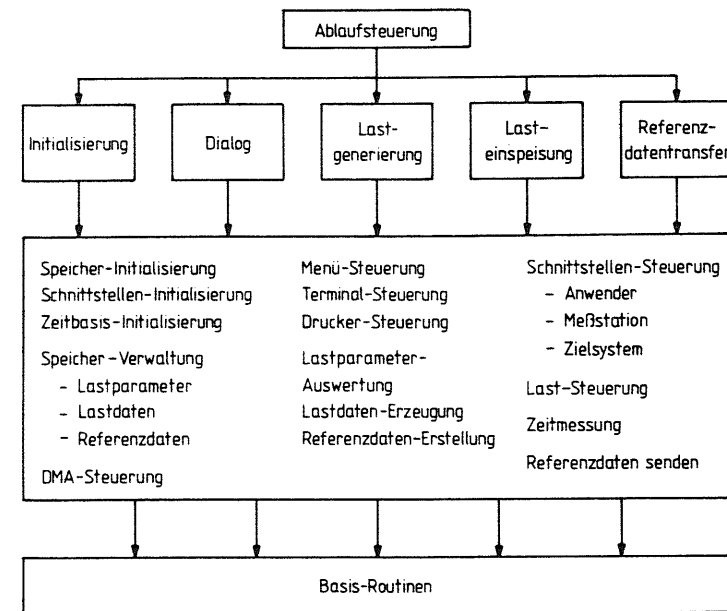 Ablaufsteuerung
Initialisierung
Dialog
Last-
generierung
Last-
einspeisung
Referenz-
datentransfer
Speicher-Initialisierung
Schnittstellen-Initialisierung
Zeitbasis-Initialisierung
Speicher-Verwaltung
- Lastparameter
- Lastdaten
- Referenzdaten
DMA-Steuerung
Menü-Steuerung
Terminal-Steuerung
Drucker-Steuerung
Lastparameter-
Auswertung
Lastdaten-Erzeugung
Referenzdaten-Erstellung
Schnittstellen-Steuerung
- Anwender
- Meßstation
- Zielsystem
Last-Steuerung
Zeitmessung
Referenzdaten senden
Basis-Routinen